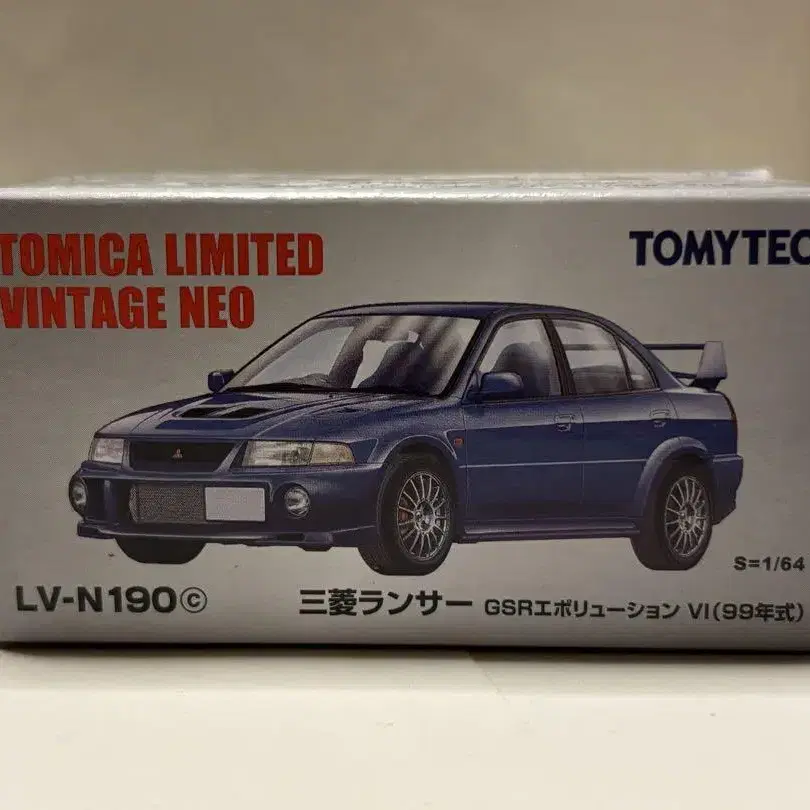 TOMICA LIMITED
VINTAGE NEO
TOMYTEC
S=1/64
LV-N190ⓒ
三菱ランサー GSRエボリューション VI(99年式)